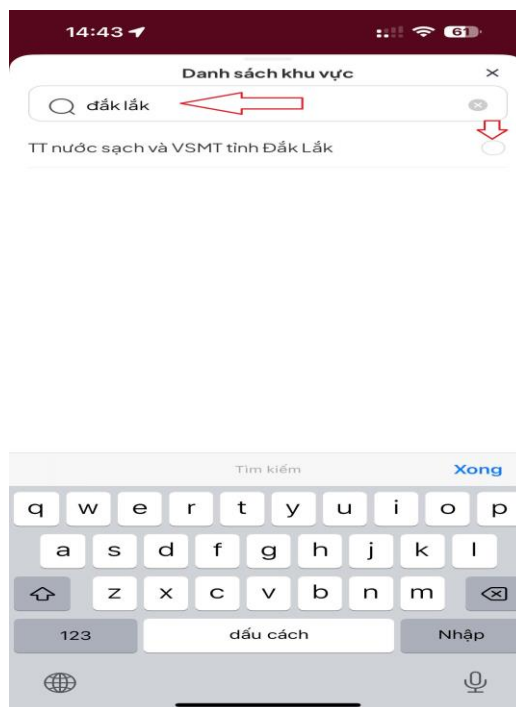 14:43
61
Danh sách khu vực
đắk lắk
TT nước sạch và VSMT tỉnh Đắk Lắk
Tìm kiếm
Xong
q w e r t y u i o p
a s d f g h j k l
z x c v b n m
123 dấu cách Nhập